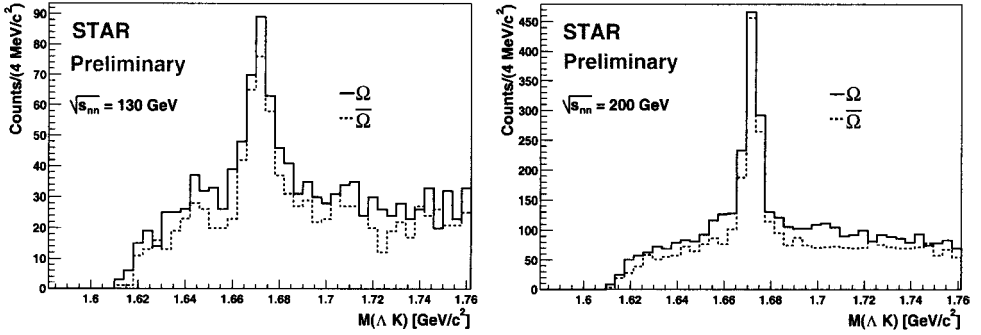 Counts/(4 MeV/c²)
90
80
70
60
50
40
30
20
10
0
STAR
Preliminary
√s_nn = 130 GeV
Ω
Ω̅
1.6 1.62 1.64 1.66 1.68 1.7 1.72 1.74 1.76
M(Λ K) [GeV/c²]
Counts/(4 MeV/c²)
450
400
350
300
250
200
150
100
50
0
STAR
Preliminary
√s_nn = 200 GeV
Ω
Ω̅
1.6 1.62 1.64 1.66 1.68 1.7 1.72 1.74 1.76
M(Λ K) [GeV/c²]